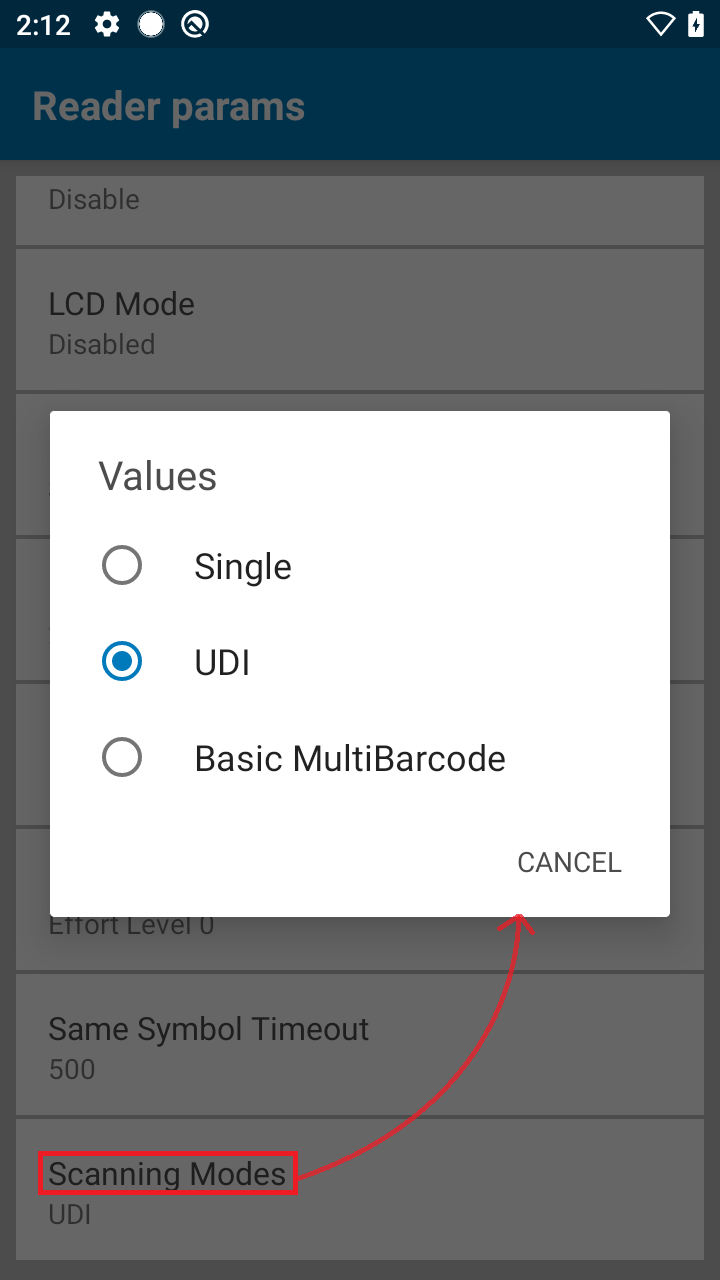 2:12
Reader params
Disable
LCD Mode
Disabled
Values
Single
UDI
Basic MultiBarcode
CANCEL
Effort Level 0
Same Symbol Timeout
500
Scanning Modes
UDI